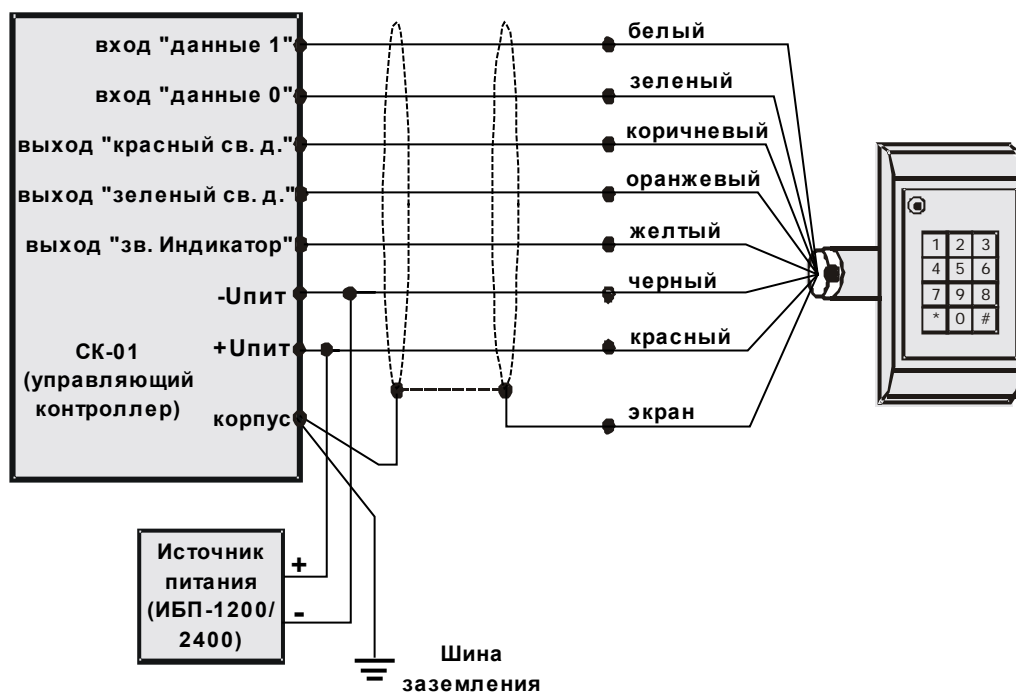 вход "данные 1"
вход "данные 0"
выход "красный св. д."
выход "зеленый св. д."
выход "зв. Индикатор"
-Uпит
+Uпит
корпус
СК-01
(управляющий
контроллер)
белый
зеленый
коричневый
оранжевый
желтый
черный
красный
экран
1 2 3
4 5 6
7 9 8
* 0 #
Источник
питания
(ИБП-1200/
2400)
+
-
Шина
заземления